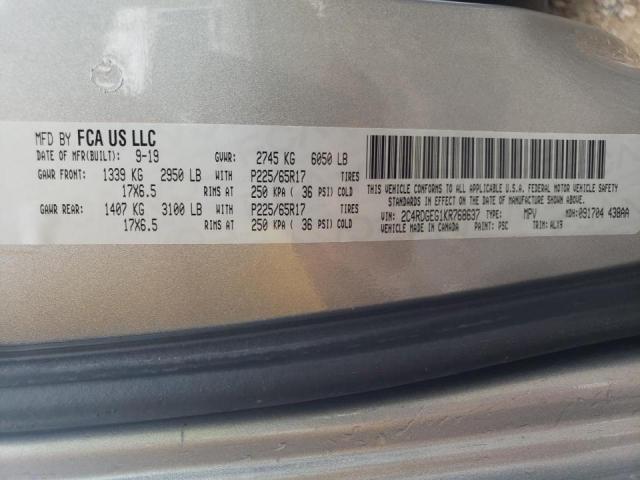 MFD BY FCA US LLC
DATE OF MFR(BUILT): 9-19 GVWR: 2745 KG 6050 LB
GAWR FRONT: 1339 KG 2950 LB WITH P225/65R17 TIRES
17X6.5 RIMS AT 250 KPA ( 36 PSI) COLD
GAWR REAR: 1407 KG 3100 LB WITH P225/65R17 TIRES
17X6.5 RIMS AT 250 KPA ( 36 PSI) COLD
THIS VEHICLE CONFORMS TO ALL APPLICABLE U.S.A. FEDERAL MOTOR VEHICLE SAFETY
STANDARDS IN EFFECT ON THE DATE OF MANUFACTURE SHOWN ABOVE.
VIN: 2C4RDGEG1KR768637 TYPE: MPV MDH: 091704 438AA
VEHICLE MADE IN CANADA PAINT: PSC TRIM: ALX9